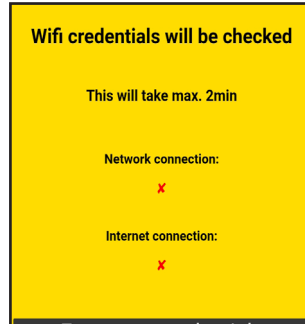 Wifi credentials will be checked
This will take max. 2min
Network connection:
✘
Internet connection:
✘